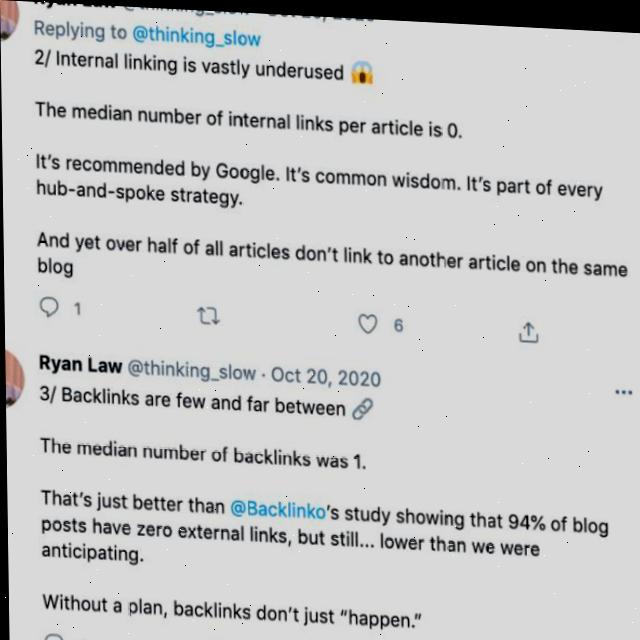 Replying to @thinking_slow
2/ Internal linking is vastly underused 😱
The median number of internal links per article is 0.
It's recommended by Google. It's common wisdom. It's part of every
hub-and-spoke strategy.
And yet over half of all articles don't link to another article on the same
blog
1
6
Ryan Law @thinking_slow · Oct 20, 2020
3/ Backlinks are few and far between 🔗
The median number of backlinks was 1.
That's just better than @Backlinko's study showing that 94% of blog
posts have zero external links, but still... lower than we were
anticipating.
Without a plan, backlinks don't just "happen."